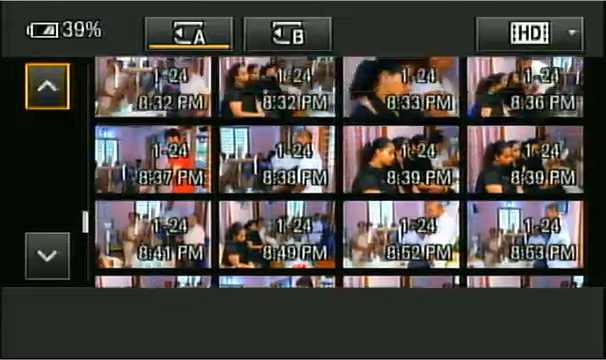 39% A B HD
1-24 1-24 1-24 1-24
8:32 PM 8:32 PM 8:33 PM 8:36 PM
1-24 1-24 1-24 1-24
8:37 PM 8:38 PM 8:39 PM 8:39 PM
1-24 1-24 1-24 1-24
8:41 PM 8:49 PM 8:52 PM 8:53 PM